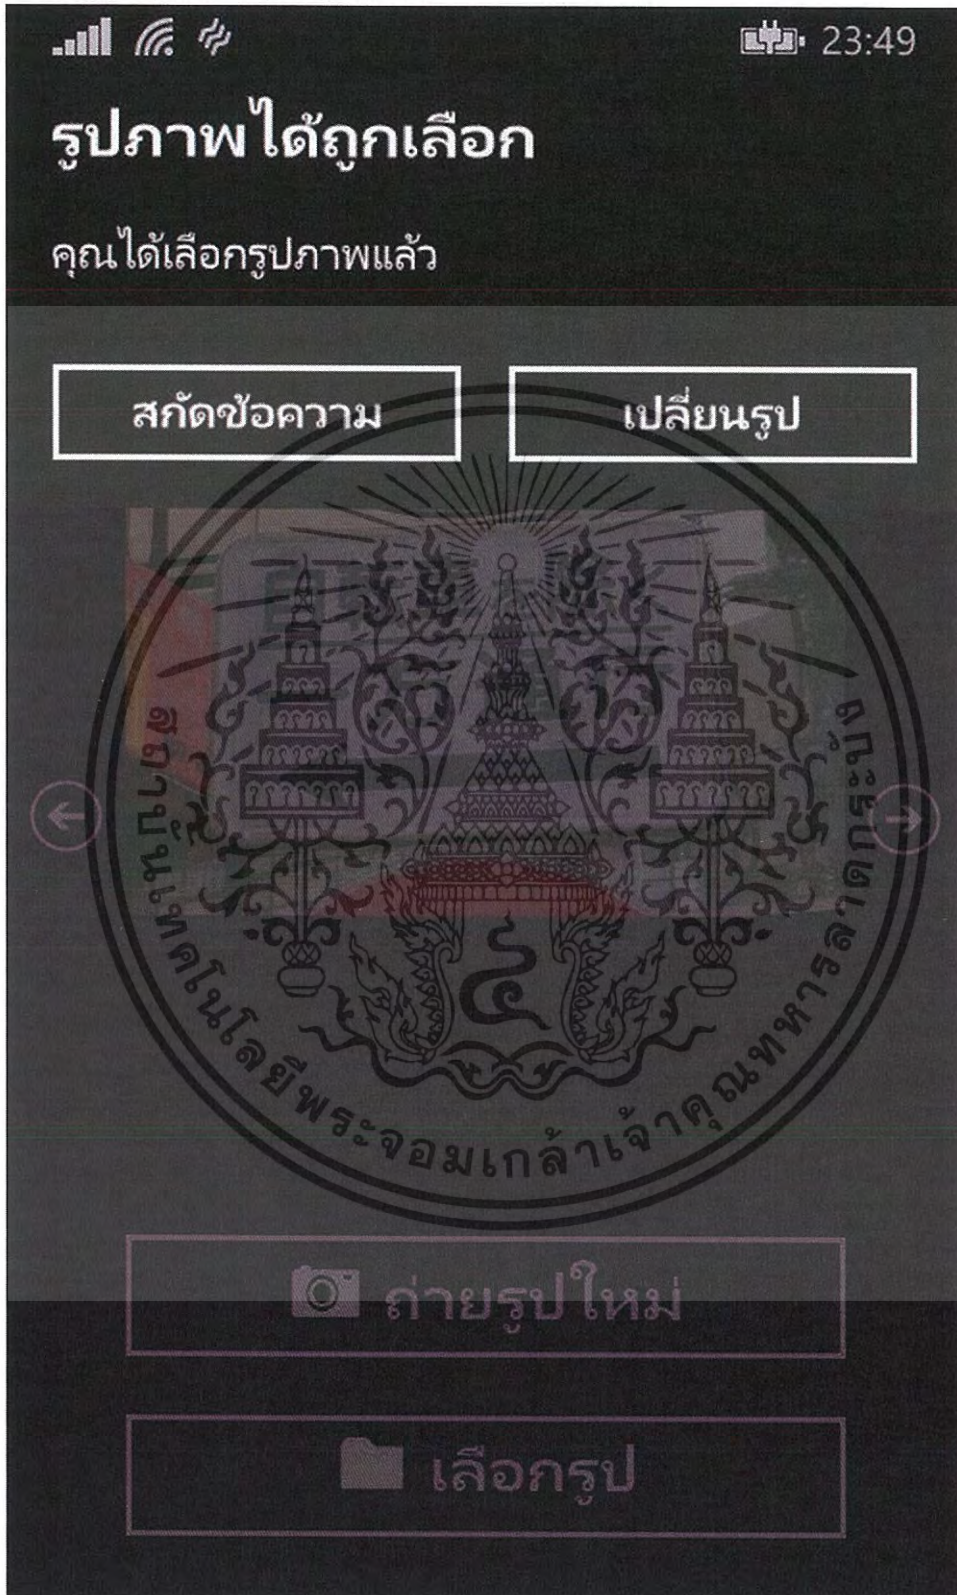 23:49
รูปภาพได้ถูกเลือก
คุณได้เลือกรูปภาพแล้ว
สกัดข้อความ
เปลี่ยนรูป
สถาบันเทคโนโลยีพระจอมเกล้าเจ้าคุณทหารลาดกระบัง
ถ่ายรูปใหม่
เลือกรูป